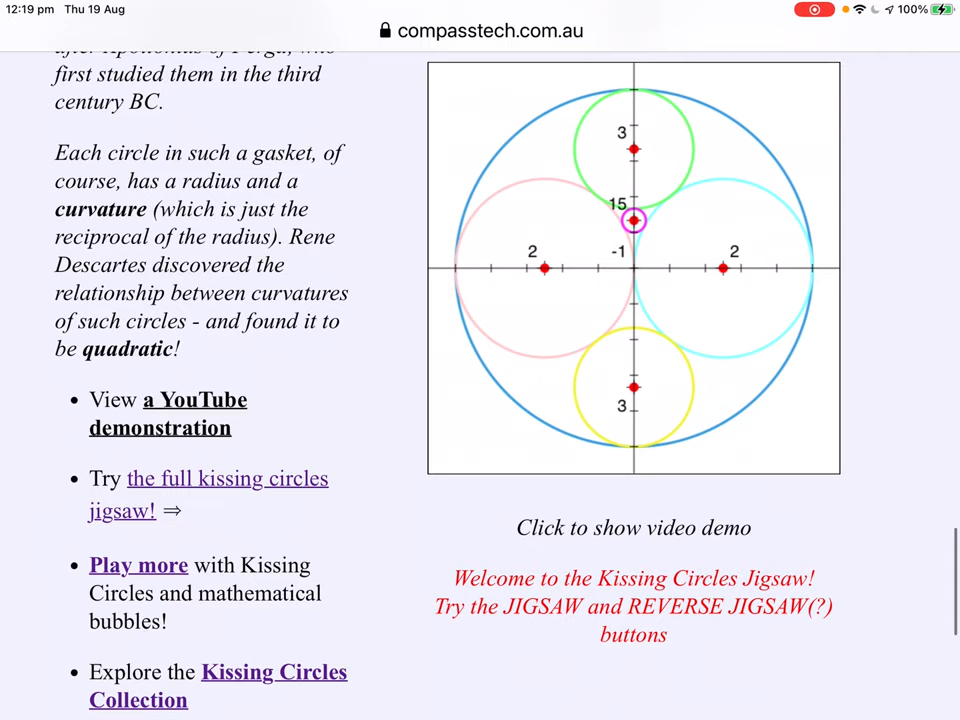 12:19 pm Thu 19 Aug
100%
compasstech.com.au
after Apollonius of Perga, who
first studied them in the third
century BC.
Each circle in such a gasket, of
course, has a radius and a
curvature (which is just the
reciprocal of the radius). Rene
Descartes discovered the
relationship between curvatures
of such circles - and found it to
be quadratic!
• View a YouTube
demonstration
• Try the full kissing circles
jigsaw! ⇒
• Play more with Kissing
Circles and mathematical
bubbles!
• Explore the Kissing Circles
Collection
3
15
2
-1
2
3
Click to show video demo
Welcome to the Kissing Circles Jigsaw!
Try the JIGSAW and REVERSE JIGSAW(?)
buttons